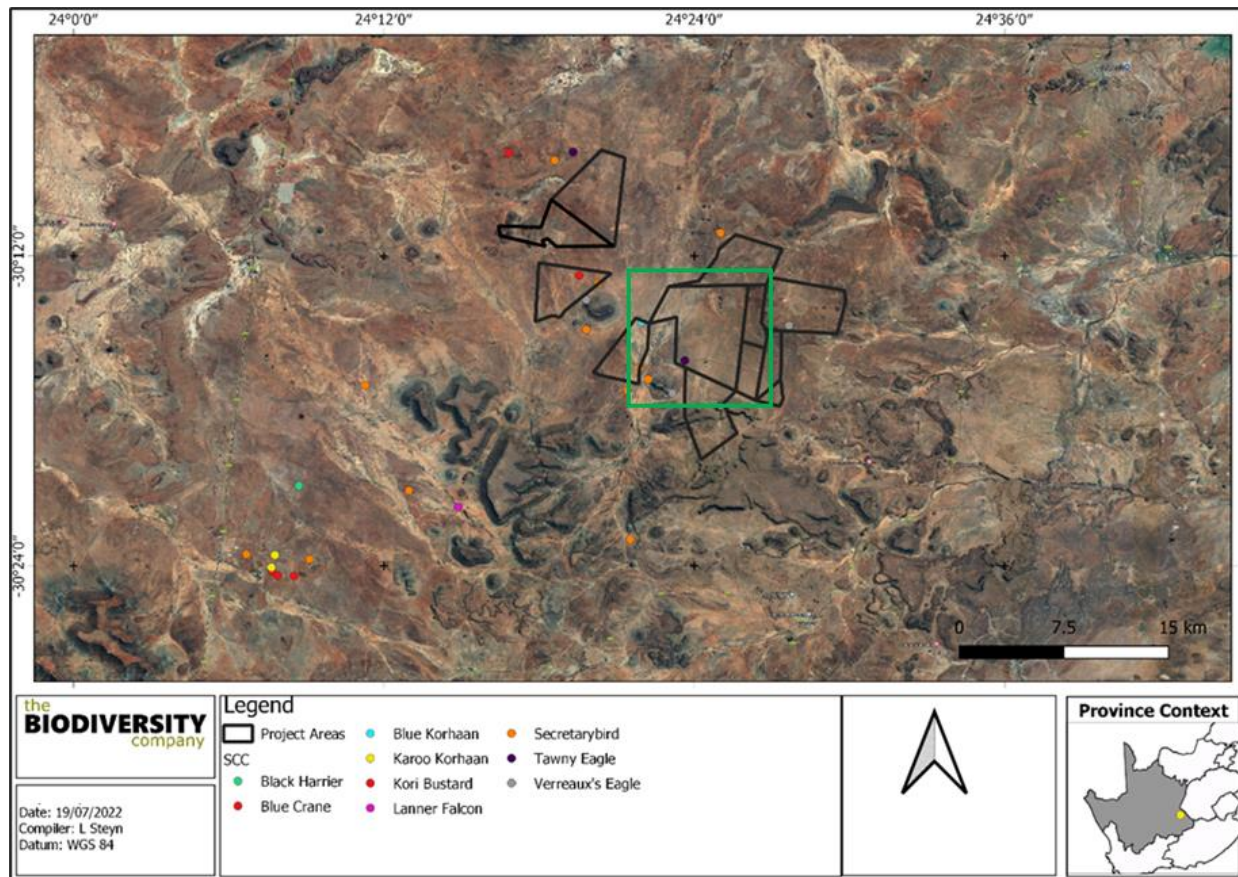 24°0'0" 24°12'0" 24°24'0" 24°36'0"
-30°12'0"
-30°24'0"
0 7.5 15 km
the
BIODIVERSITY
company
Date: 19/07/2022
Compiler: L Steyn
Datum: WGS 84
Legend
Project Areas
SCC
Black Harrier
Blue Crane
Blue Korhaan
Karoo Korhaan
Kori Bustard
Lanner Falcon
Secretarybird
Tawny Eagle
Verreaux's Eagle
Province Context